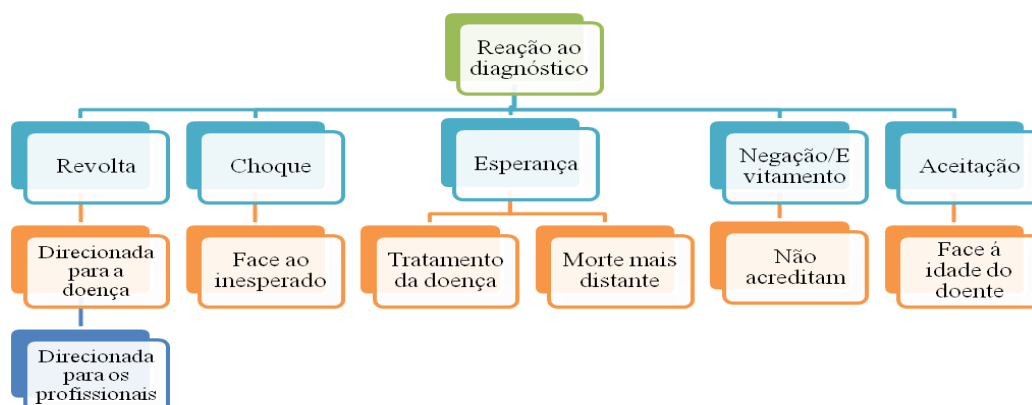 Reação ao
diagnóstico
Revolta
Choque
Esperança
Negação/E
vitamento
Aceitação
Direcionada
para a
doença
Face ao
inesperado
Tratamento
da doença
Morte mais
distante
Não
acreditam
Face á
idade do
doente
Direcionada
para os
profissionais